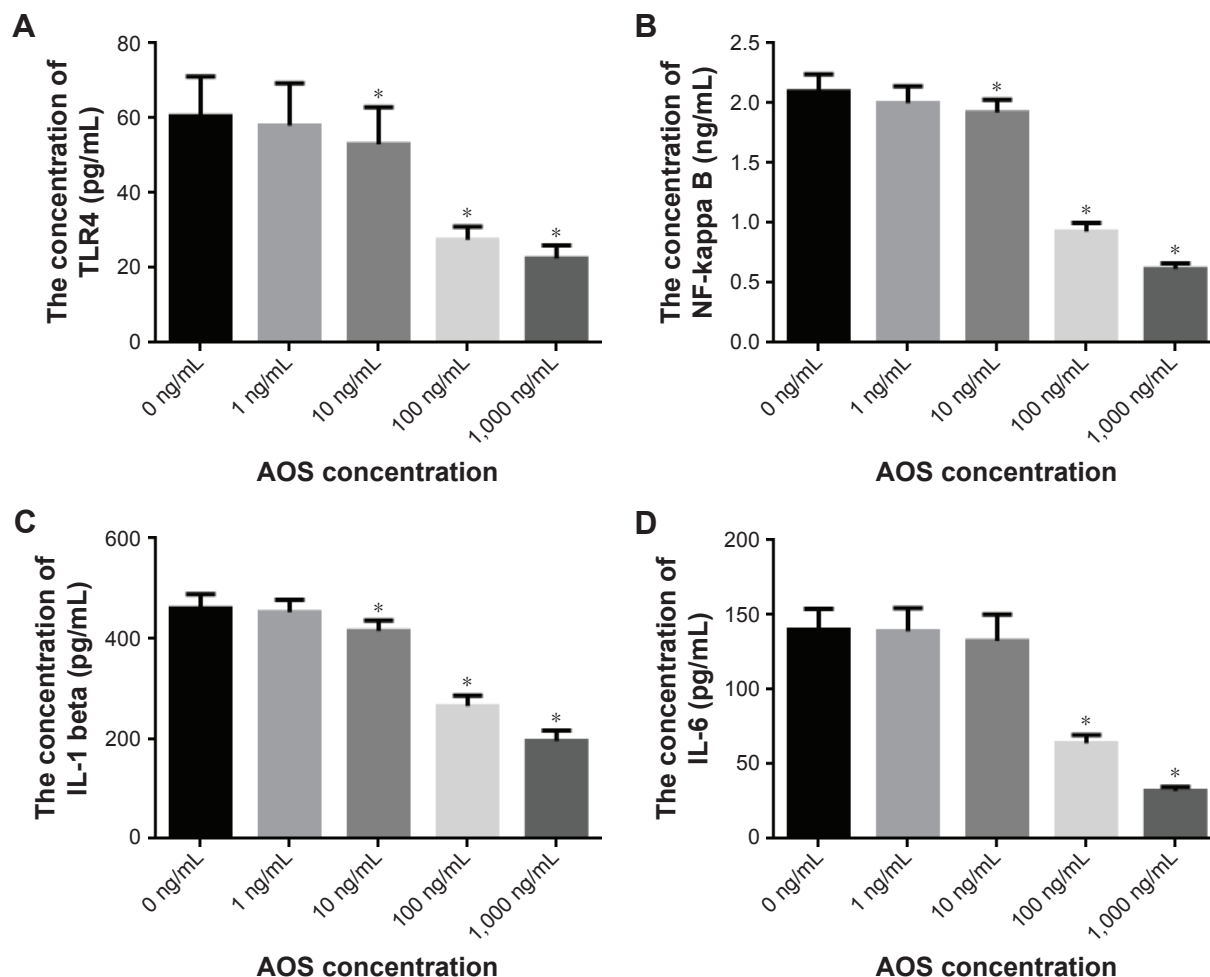 A
The concentration of
TLR4 (pg/mL)
80
60
40
20
0
*
*
*
0 ng/mL
1 ng/mL
10 ng/mL
100 ng/mL
1,000 ng/mL
AOS concentration
B
The concentration of
NF-kappa B (ng/mL)
2.5
2.0
1.5
1.0
0.5
0.0
*
*
*
0 ng/mL
1 ng/mL
10 ng/mL
100 ng/mL
1,000 ng/mL
AOS concentration
C
The concentration of
IL-1 beta (pg/mL)
600
400
200
0
*
*
*
0 ng/mL
1 ng/mL
10 ng/mL
100 ng/mL
1,000 ng/mL
AOS concentration
D
The concentration of
IL-6 (pg/mL)
200
150
100
50
0
*
*
0 ng/mL
1 ng/mL
10 ng/mL
100 ng/mL
1,000 ng/mL
AOS concentration